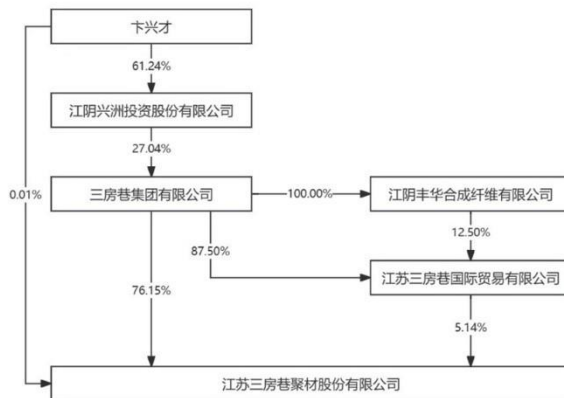 卞兴才
61.24%
江阴兴洲投资股份有限公司
27.04%
0.01%
三房巷集团有限公司
100.00%
江阴丰华合成纤维有限公司
12.50%
87.50%
江苏三房巷国际贸易有限公司
76.15%
5.14%
江苏三房巷聚材股份有限公司